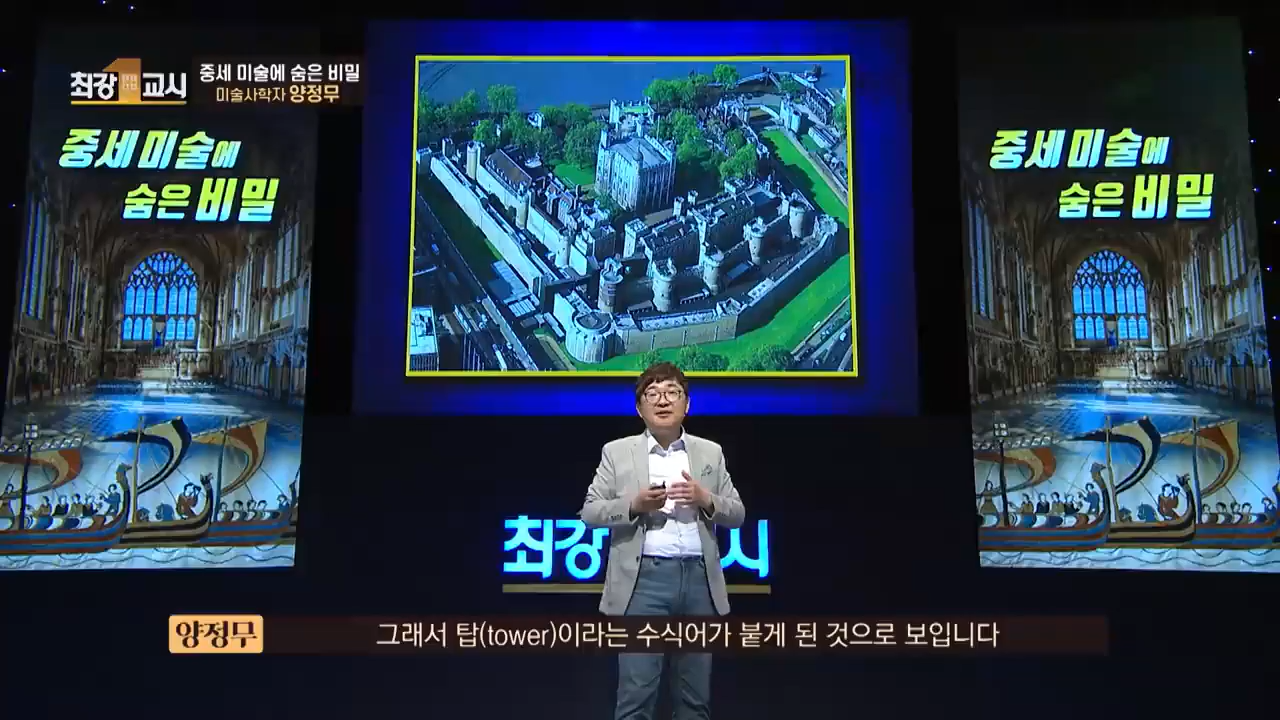 최강1교시
중세 미술에 숨은 비밀
미술사학자 양정무
중세 미술에
숨은 비밀
중세 미술에
숨은 비밀
최강
시
양정무
그래서 탑(tower)이라는 수식어가 붙게 된 것으로 보입니다